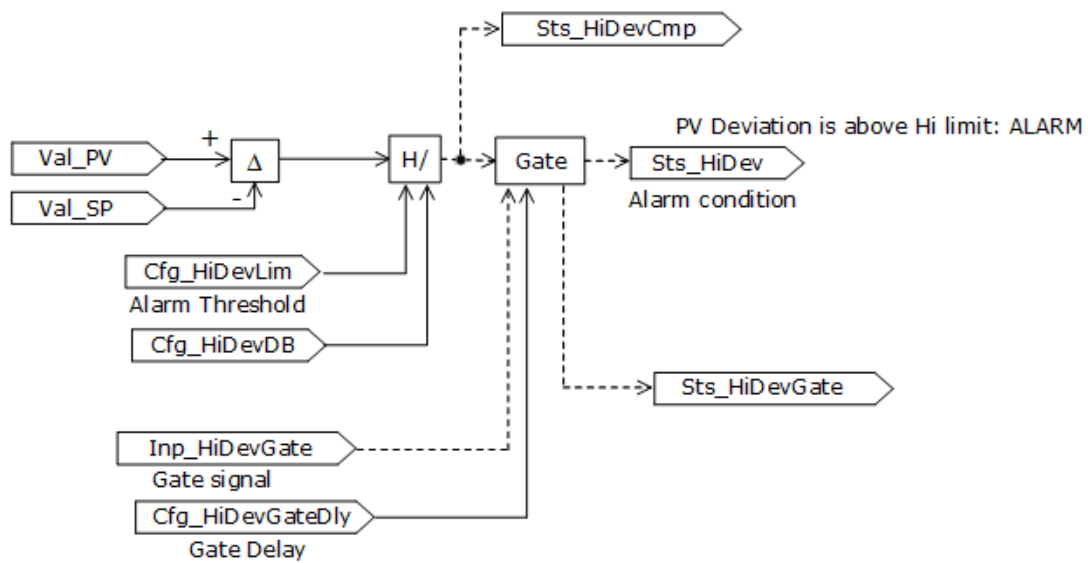 Sts_HiDevCmp
PV Deviation is above Hi limit: ALARM
+
Val_PV
Δ
H/
Gate
Sts_HiDev
-
Val_SP
Alarm condition
Cfg_HiDevLim
Alarm Threshold
Cfg_HiDevDB
Sts_HiDevGate
Inp_HiDevGate
Gate signal
Cfg_HiDevGateDly
Gate Delay